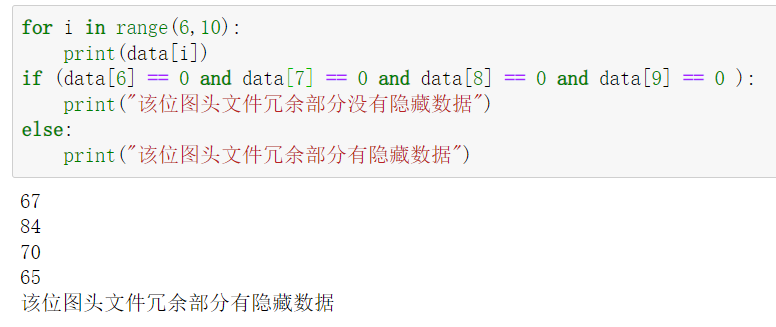 for i in range(6,10):
    print(data[i])
if (data[6] == 0 and data[7] == 0 and data[8] == 0 and data[9] == 0 ):
    print("该位图头文件冗余部分没有隐藏数据")
else:
    print("该位图头文件冗余部分有隐藏数据")
67
84
70
65
该位图头文件冗余部分有隐藏数据